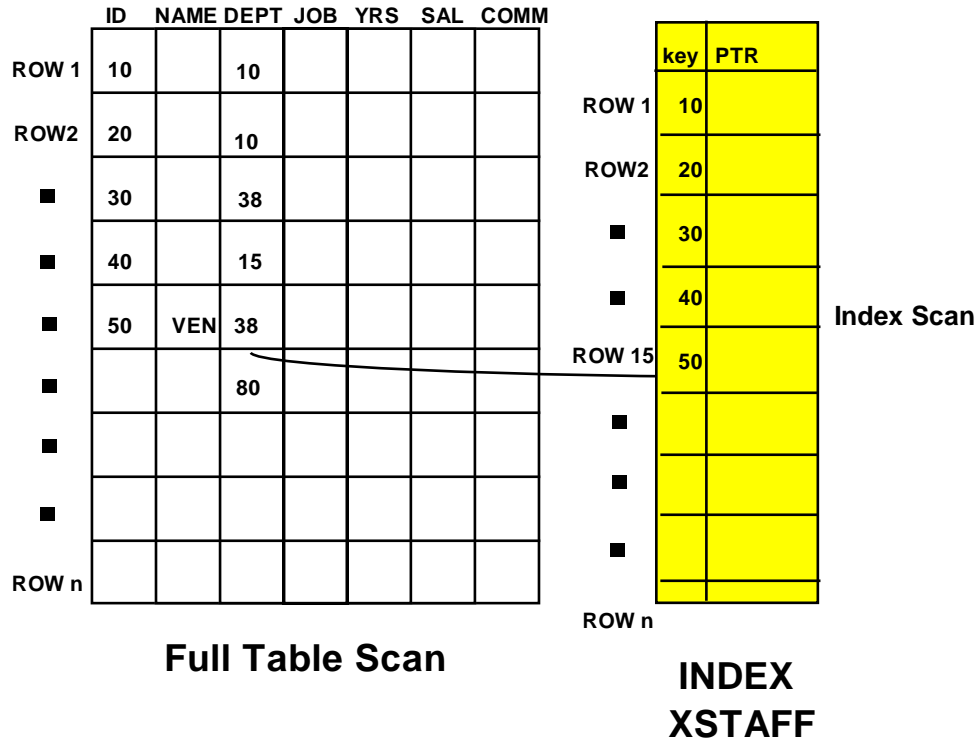 ID NAME DEPT JOB YRS SAL COMM
ROW 1 10 10
ROW2 20 10
30 38
40 15
50 VEN 38
80
ROW n
Full Table Scan
key PTR
ROW 1 10
ROW2 20
30
40
ROW 15 50
ROW n
Index Scan
INDEX
XSTAFF